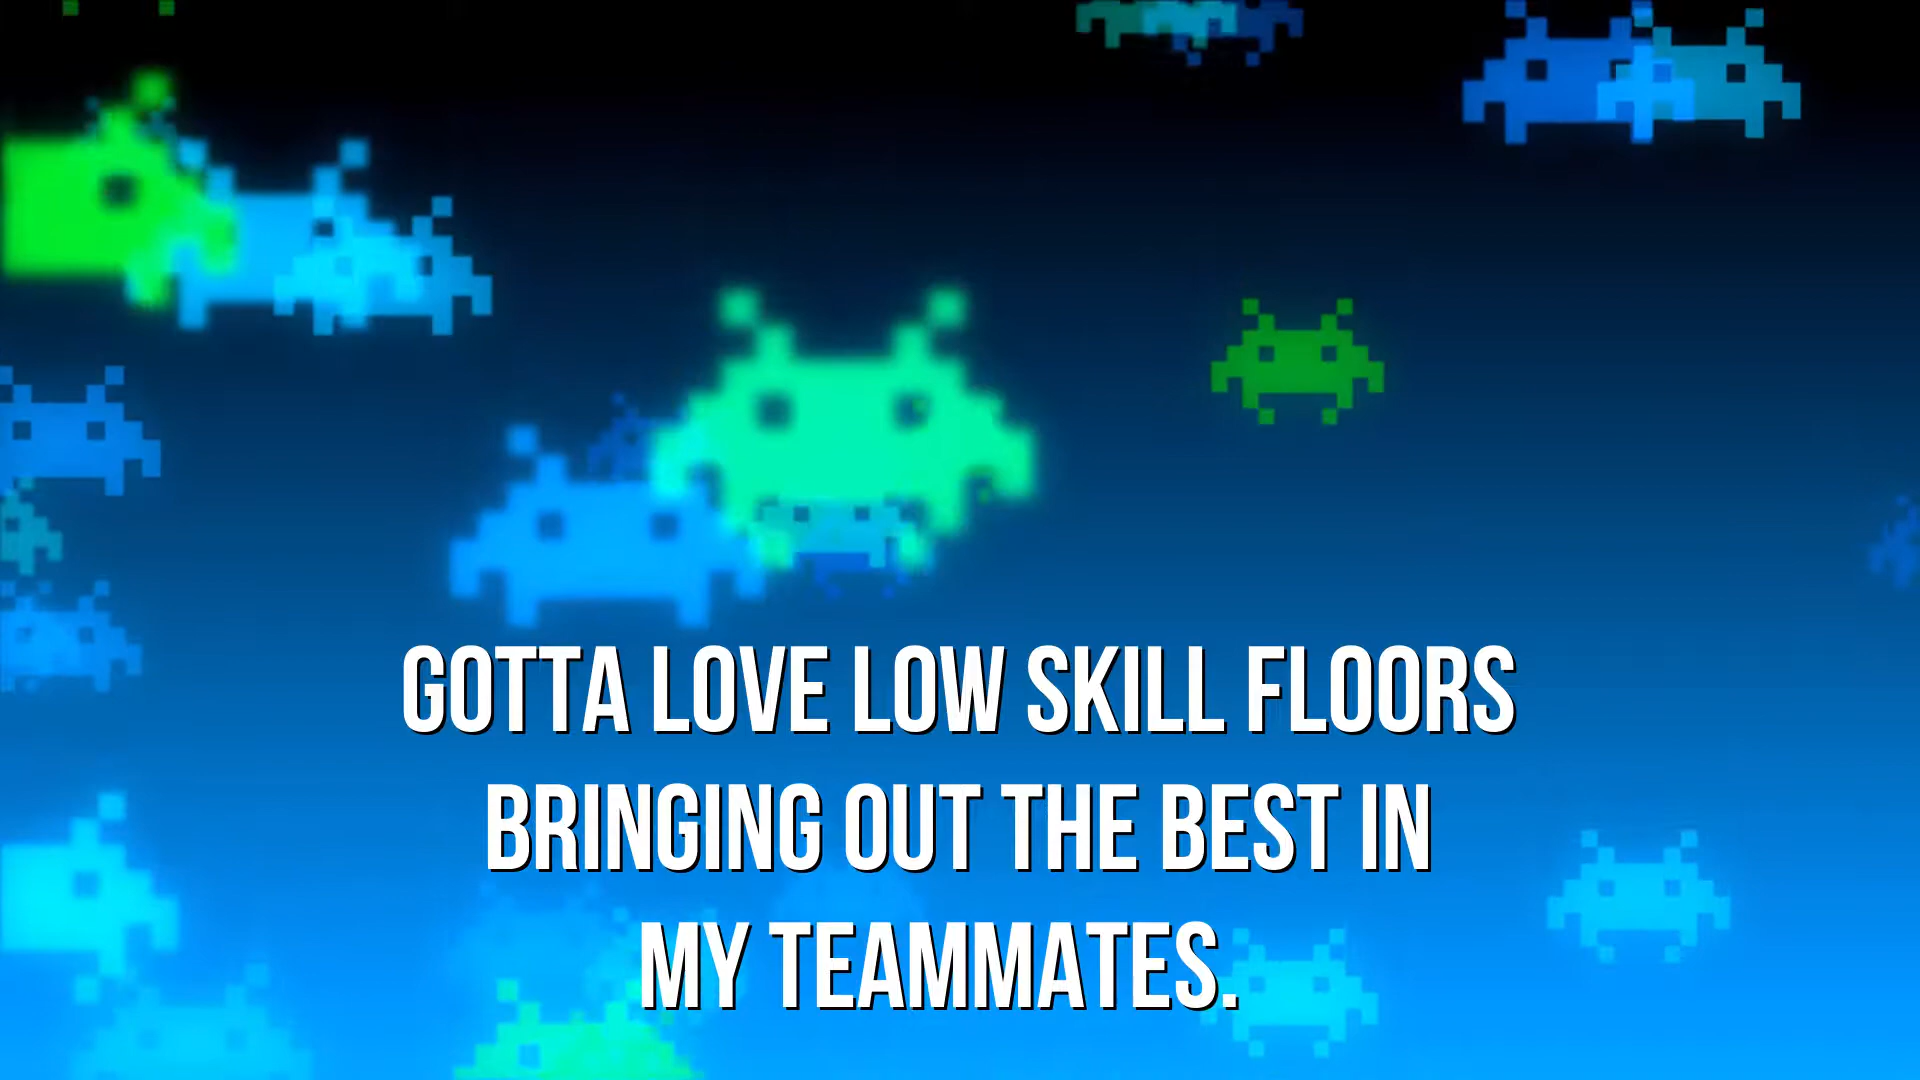 GOTTA LOVE LOW SKILL FLOORS
BRINGING OUT THE BEST IN
MY TEAMMATES.